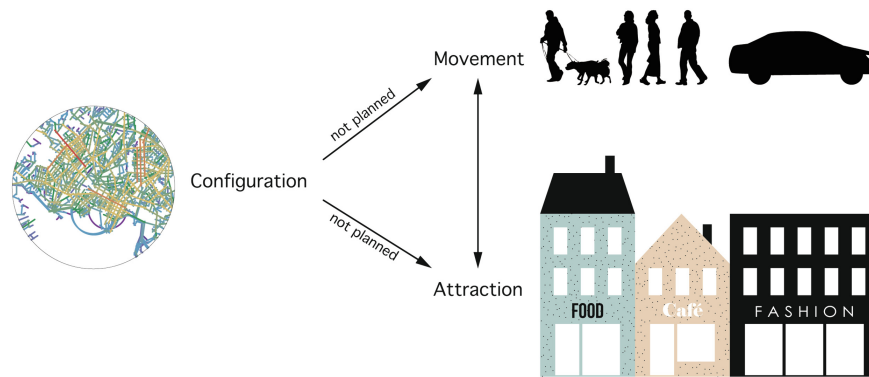 Movement
not planned
Configuration
not planned
Attraction
FOOD
Café
FASHION